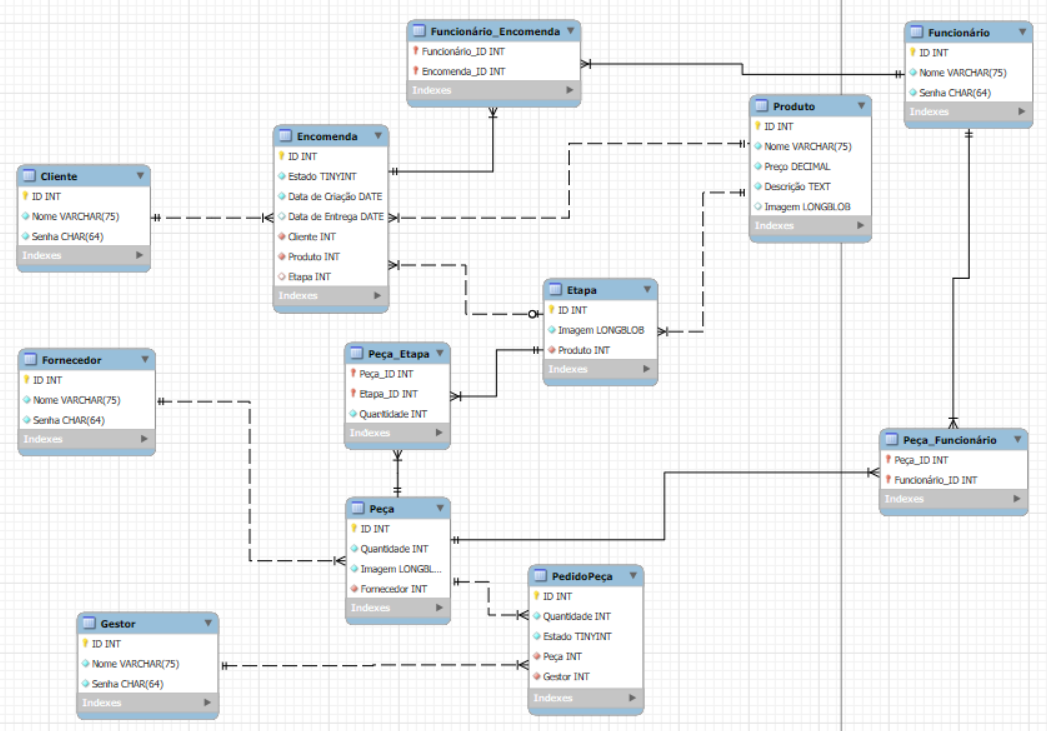 Funcionário_Encomenda
Funcionário_ID INT
Encomenda_ID INT
Indexes
Funcionário
ID INT
Nome VARCHAR(75)
Senha CHAR(64)
Indexes
Produto
ID INT
Nome VARCHAR(75)
Preço DECIMAL
Descrição TEXT
Imagem LONGBLOB
Indexes
Encomenda
ID INT
Estado TINYINT
Data de Criação DATE
Data de Entrega DATE
Cliente INT
Produto INT
Etapa INT
Indexes
Cliente
ID INT
Nome VARCHAR(75)
Senha CHAR(64)
Indexes
Etapa
ID INT
Imagem LONGBLOB
Produto INT
Indexes
Peça_Etapa
Peça_ID INT
Etapa_ID INT
Quantidade INT
Indexes
Fornecedor
ID INT
Nome VARCHAR(75)
Senha CHAR(64)
Indexes
Peça_Funcionário
Peça_ID INT
Funcionário_ID INT
Indexes
Peça
ID INT
Quantidade INT
Imagem LONGBL...
Fornecedor INT
Indexes
PedidoPeça
ID INT
Quantidade INT
Estado TINYINT
Peça INT
Gestor INT
Indexes
Gestor
ID INT
Nome VARCHAR(75)
Senha CHAR(64)
Indexes